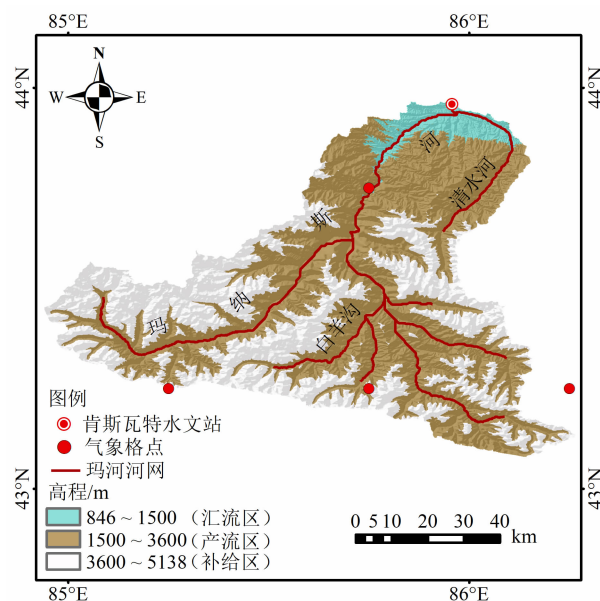 85°E 86°E
44°N
N
W E
S
河
清水河
斯
纳
玛
白羊沟
图例
肯斯瓦特水文站
气象格点
玛河河网
43°N
高程/m
846~1500（汇流区）
1500~3600（产流区）
3600~5138（补给区）
0 5 10 20 30 40
km
85°E 86°E
44°N
43°N